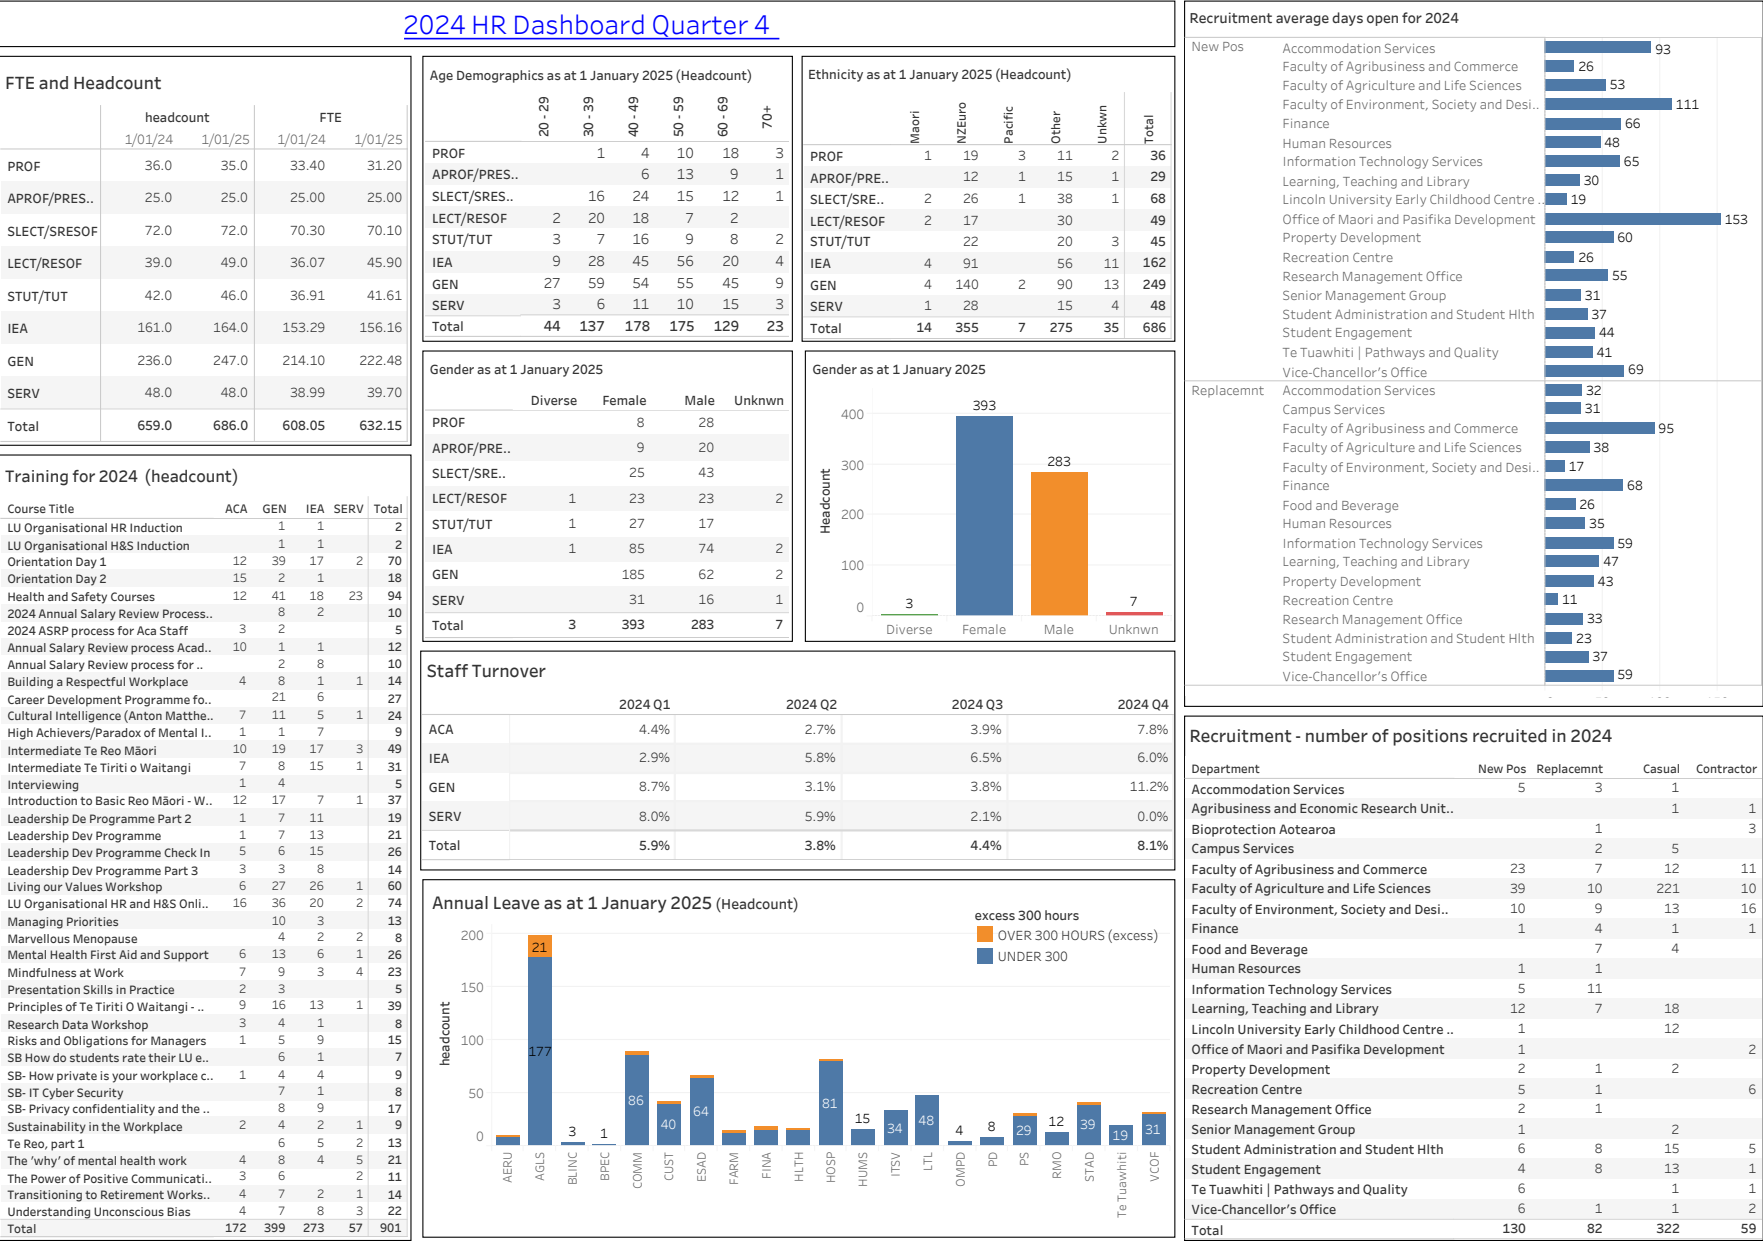 2024 HR Dashboard Quarter 4
FTE and Headcount
headcount FTE
1/01/24 1/01/25 1/01/24 1/01/25
PROF 36.0 35.0 33.40 31.20
APROF/PRES.. 25.0 25.0 25.00 25.00
SLECT/SRESOF 72.0 72.0 70.30 70.10
LECT/RESOF 39.0 49.0 36.07 45.90
STUT/TUT 42.0 46.0 36.91 41.61
IEA 161.0 164.0 153.29 156.16
GEN 236.0 247.0 214.10 222.48
SERV 48.0 48.0 38.99 39.70
Total 659.0 686.0 608.05 632.15
Training for 2024 (headcount)
Course Title ACA GEN IEA SERV Total
LU Organisational HR Induction 1 1 2
LU Organisational H&S Induction 1 1 2
Orientation Day 1 12 39 17 2 70
Orientation Day 2 15 2 1 18
Health and Safety Courses 12 41 18 23 94
2024 Annual Salary Review Process.. 8 2 10
2024 ASRP process for Aca Staff 3 2 5
Annual Salary Review process Acad.. 10 1 1 12
Annual Salary Review process for .. 2 8 10
Building a Respectful Workplace 4 8 1 1 14
Career Development Programme fo.. 21 6 27
Cultural Intelligence (Anton Matthe.. 7 11 5 1 24
High Achievers/Paradox of Mental I.. 1 1 7 9
Intermediate Te Reo Māori 10 19 17 3 49
Intermediate Te Tiriti o Waitangi 7 8 15 1 31
Interviewing 1 4 5
Introduction to Basic Reo Māori - W.. 12 17 7 1 37
Leadership De Programme Part 2 1 7 11 19
Leadership Dev Programme 1 7 13 21
Leadership Dev Programme Check In 5 6 15 26
Leadership Dev Programme Part 3 3 3 8 14
Living our Values Workshop 6 27 26 1 60
LU Organisational HR and H&S Onli.. 16 36 20 2 74
Managing Priorities 10 3 13
Marvellous Menopause 4 2 2 8
Mental Health First Aid and Support 6 13 6 1 26
Mindfulness at Work 7 9 3 4 23
Presentation Skills in Practice 2 3 5
Principles of Te Tiriti O Waitangi - .. 9 16 13 1 39
Research Data Workshop 3 4 1 8
Risks and Obligations for Managers 1 5 9 15
SB How do students rate their LU e.. 6 1 7
SB- How private is your workplace c.. 1 4 4 9
SB- IT Cyber Security 7 1 8
SB- Privacy confidentiality and the .. 8 9 17
Sustainability in the Workplace 2 4 2 1 9
Te Reo, part 1 6 5 2 13
The 'why' of mental health work 4 8 4 5 21
The Power of Positive Communicati.. 3 6 2 11
Transitioning to Retirement Works.. 4 7 2 1 14
Understanding Unconscious Bias 4 7 8 3 22
Total 172 399 273 57 901
Age Demographics as at 1 January 2025 (Headcount)
20 - 29 30 - 39 40 - 49 50 - 59 60 - 69 70+
PROF 1 4 10 18 3
APROF/PRES.. 6 13 9 1
SLECT/SRES.. 16 24 15 12 1
LECT/RESOF 2 20 18 7 2
STUT/TUT 3 7 16 9 8 2
IEA 9 28 45 56 20 4
GEN 27 59 54 55 45 9
SERV 3 6 11 10 15 3
Total 44 137 178 175 129 23
Ethnicity as at 1 January 2025 (Headcount)
Maori NZEuro Pacific Other Unkwn Total
PROF 1 19 3 11 2 36
APROF/PRE.. 12 1 15 1 29
SLECT/SRE.. 2 26 1 38 1 68
LECT/RESOF 2 17 30 49
STUT/TUT 22 20 3 45
IEA 4 91 56 11 162
GEN 4 140 2 90 13 249
SERV 1 28 15 4 48
Total 14 355 7 275 35 686
Gender as at 1 January 2025
Diverse Female Male Unknwn
PROF 8 28
APROF/PRE.. 9 20
SLECT/SRE.. 25 43
LECT/RESOF 1 23 23 2
STUT/TUT 1 27 17
IEA 1 85 74 2
GEN 185 62 2
SERV 31 16 1
Total 3 393 283 7
Gender as at 1 January 2025
Headcount
400
300
200
100
0
3 393 283 7
Diverse Female Male Unknwn
Staff Turnover
2024 Q1 2024 Q2 2024 Q3 2024 Q4
ACA 4.4% 2.7% 3.9% 7.8%
IEA 2.9% 5.8% 6.5% 6.0%
GEN 8.7% 3.1% 3.8% 11.2%
SERV 8.0% 5.9% 2.1% 0.0%
Total 5.9% 3.8% 4.4% 8.1%
Annual Leave as at 1 January 2025 (Headcount)
excess 300 hours
OVER 300 HOURS (excess)
UNDER 300
headcount
200
150
100
50
0
21
177 3 1 86 40 64 81 15 34 48 4 8 29 12 39 19 31
AERU AGLS BLINC BPEC COMM CUST ESAD FARM FINA HLTH HOSP HUMS ITSV LTL OMPD PD PS RMO STAD Te Tuawhiti VCOF
Recruitment average days open for 2024
New Pos Accommodation Services 93
Faculty of Agribusiness and Commerce 26
Faculty of Agriculture and Life Sciences 53
Faculty of Environment, Society and Desi.. 111
Finance 66
Human Resources 48
Information Technology Services 65
Learning, Teaching and Library 30
Lincoln University Early Childhood Centre .. 19
Office of Maori and Pasifika Development 153
Property Development 60
Recreation Centre 26
Research Management Office 55
Senior Management Group 31
Student Administration and Student Hlth 37
Student Engagement 44
Te Tuawhiti | Pathways and Quality 41
Vice-Chancellor's Office 69
Replacemnt Accommodation Services 32
Campus Services 31
Faculty of Agribusiness and Commerce 95
Faculty of Agriculture and Life Sciences 38
Faculty of Environment, Society and Desi.. 17
Finance 68
Food and Beverage 26
Human Resources 35
Information Technology Services 59
Learning, Teaching and Library 47
Property Development 43
Recreation Centre 11
Research Management Office 33
Student Administration and Student Hlth 23
Student Engagement 37
Vice-Chancellor's Office 59
Recruitment - number of positions recruited in 2024
Department New Pos Replacemnt Casual Contractor
Accommodation Services 5 3 1
Agribusiness and Economic Research Unit.. 1 1
Bioprotection Aotearoa 1 3
Campus Services 2 5
Faculty of Agribusiness and Commerce 23 7 12 11
Faculty of Agriculture and Life Sciences 39 10 221 10
Faculty of Environment, Society and Desi.. 10 9 13 16
Finance 1 4 1 1
Food and Beverage 7 4
Human Resources 1 1
Information Technology Services 5 11
Learning, Teaching and Library 12 7 18
Lincoln University Early Childhood Centre .. 1 12
Office of Maori and Pasifika Development 1 2
Property Development 2 1 2
Recreation Centre 5 1 6
Research Management Office 2 1
Senior Management Group 1 2
Student Administration and Student Hlth 6 8 15 5
Student Engagement 4 8 13 1
Te Tuawhiti | Pathways and Quality 6 1 1
Vice-Chancellor's Office 6 1 1 2
Total 130 82 322 59